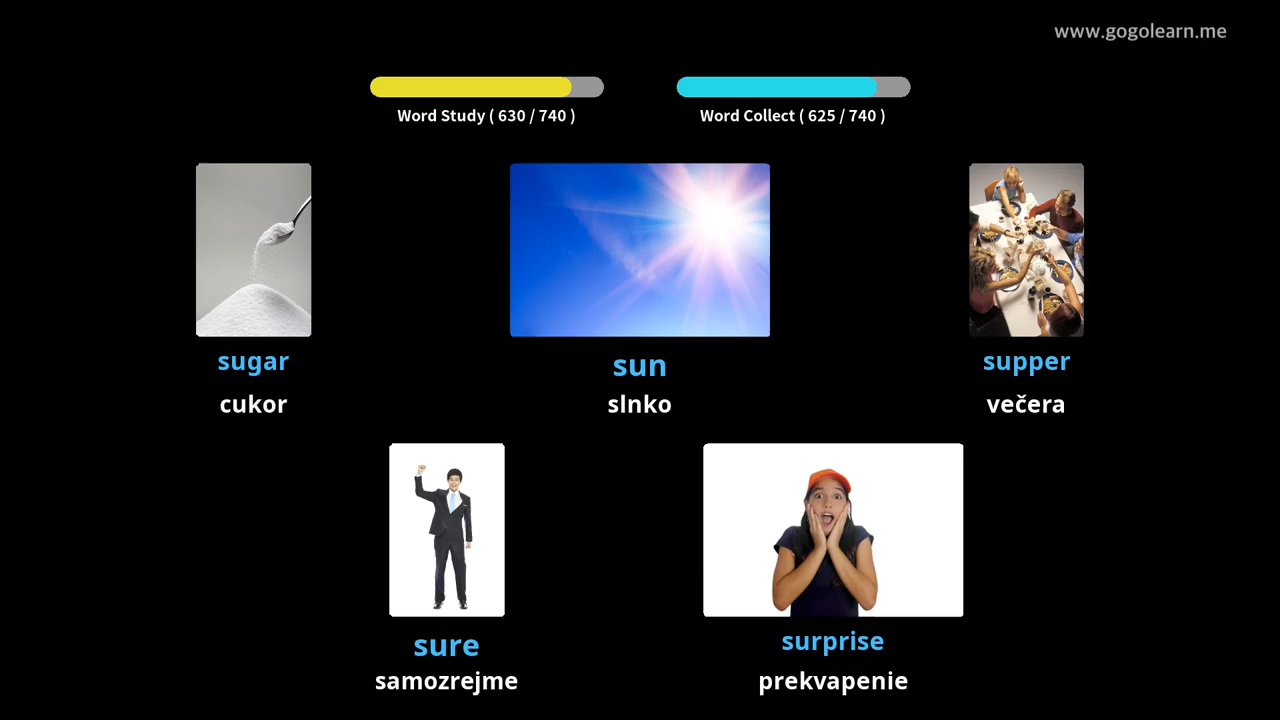 www.gogolearn.me
Word Study ( 630 / 740 )
Word Collect ( 625 / 740 )
sugar
cukor
sun
slnko
supper
večera
sure
samozrejme
surprise
prekvapenie